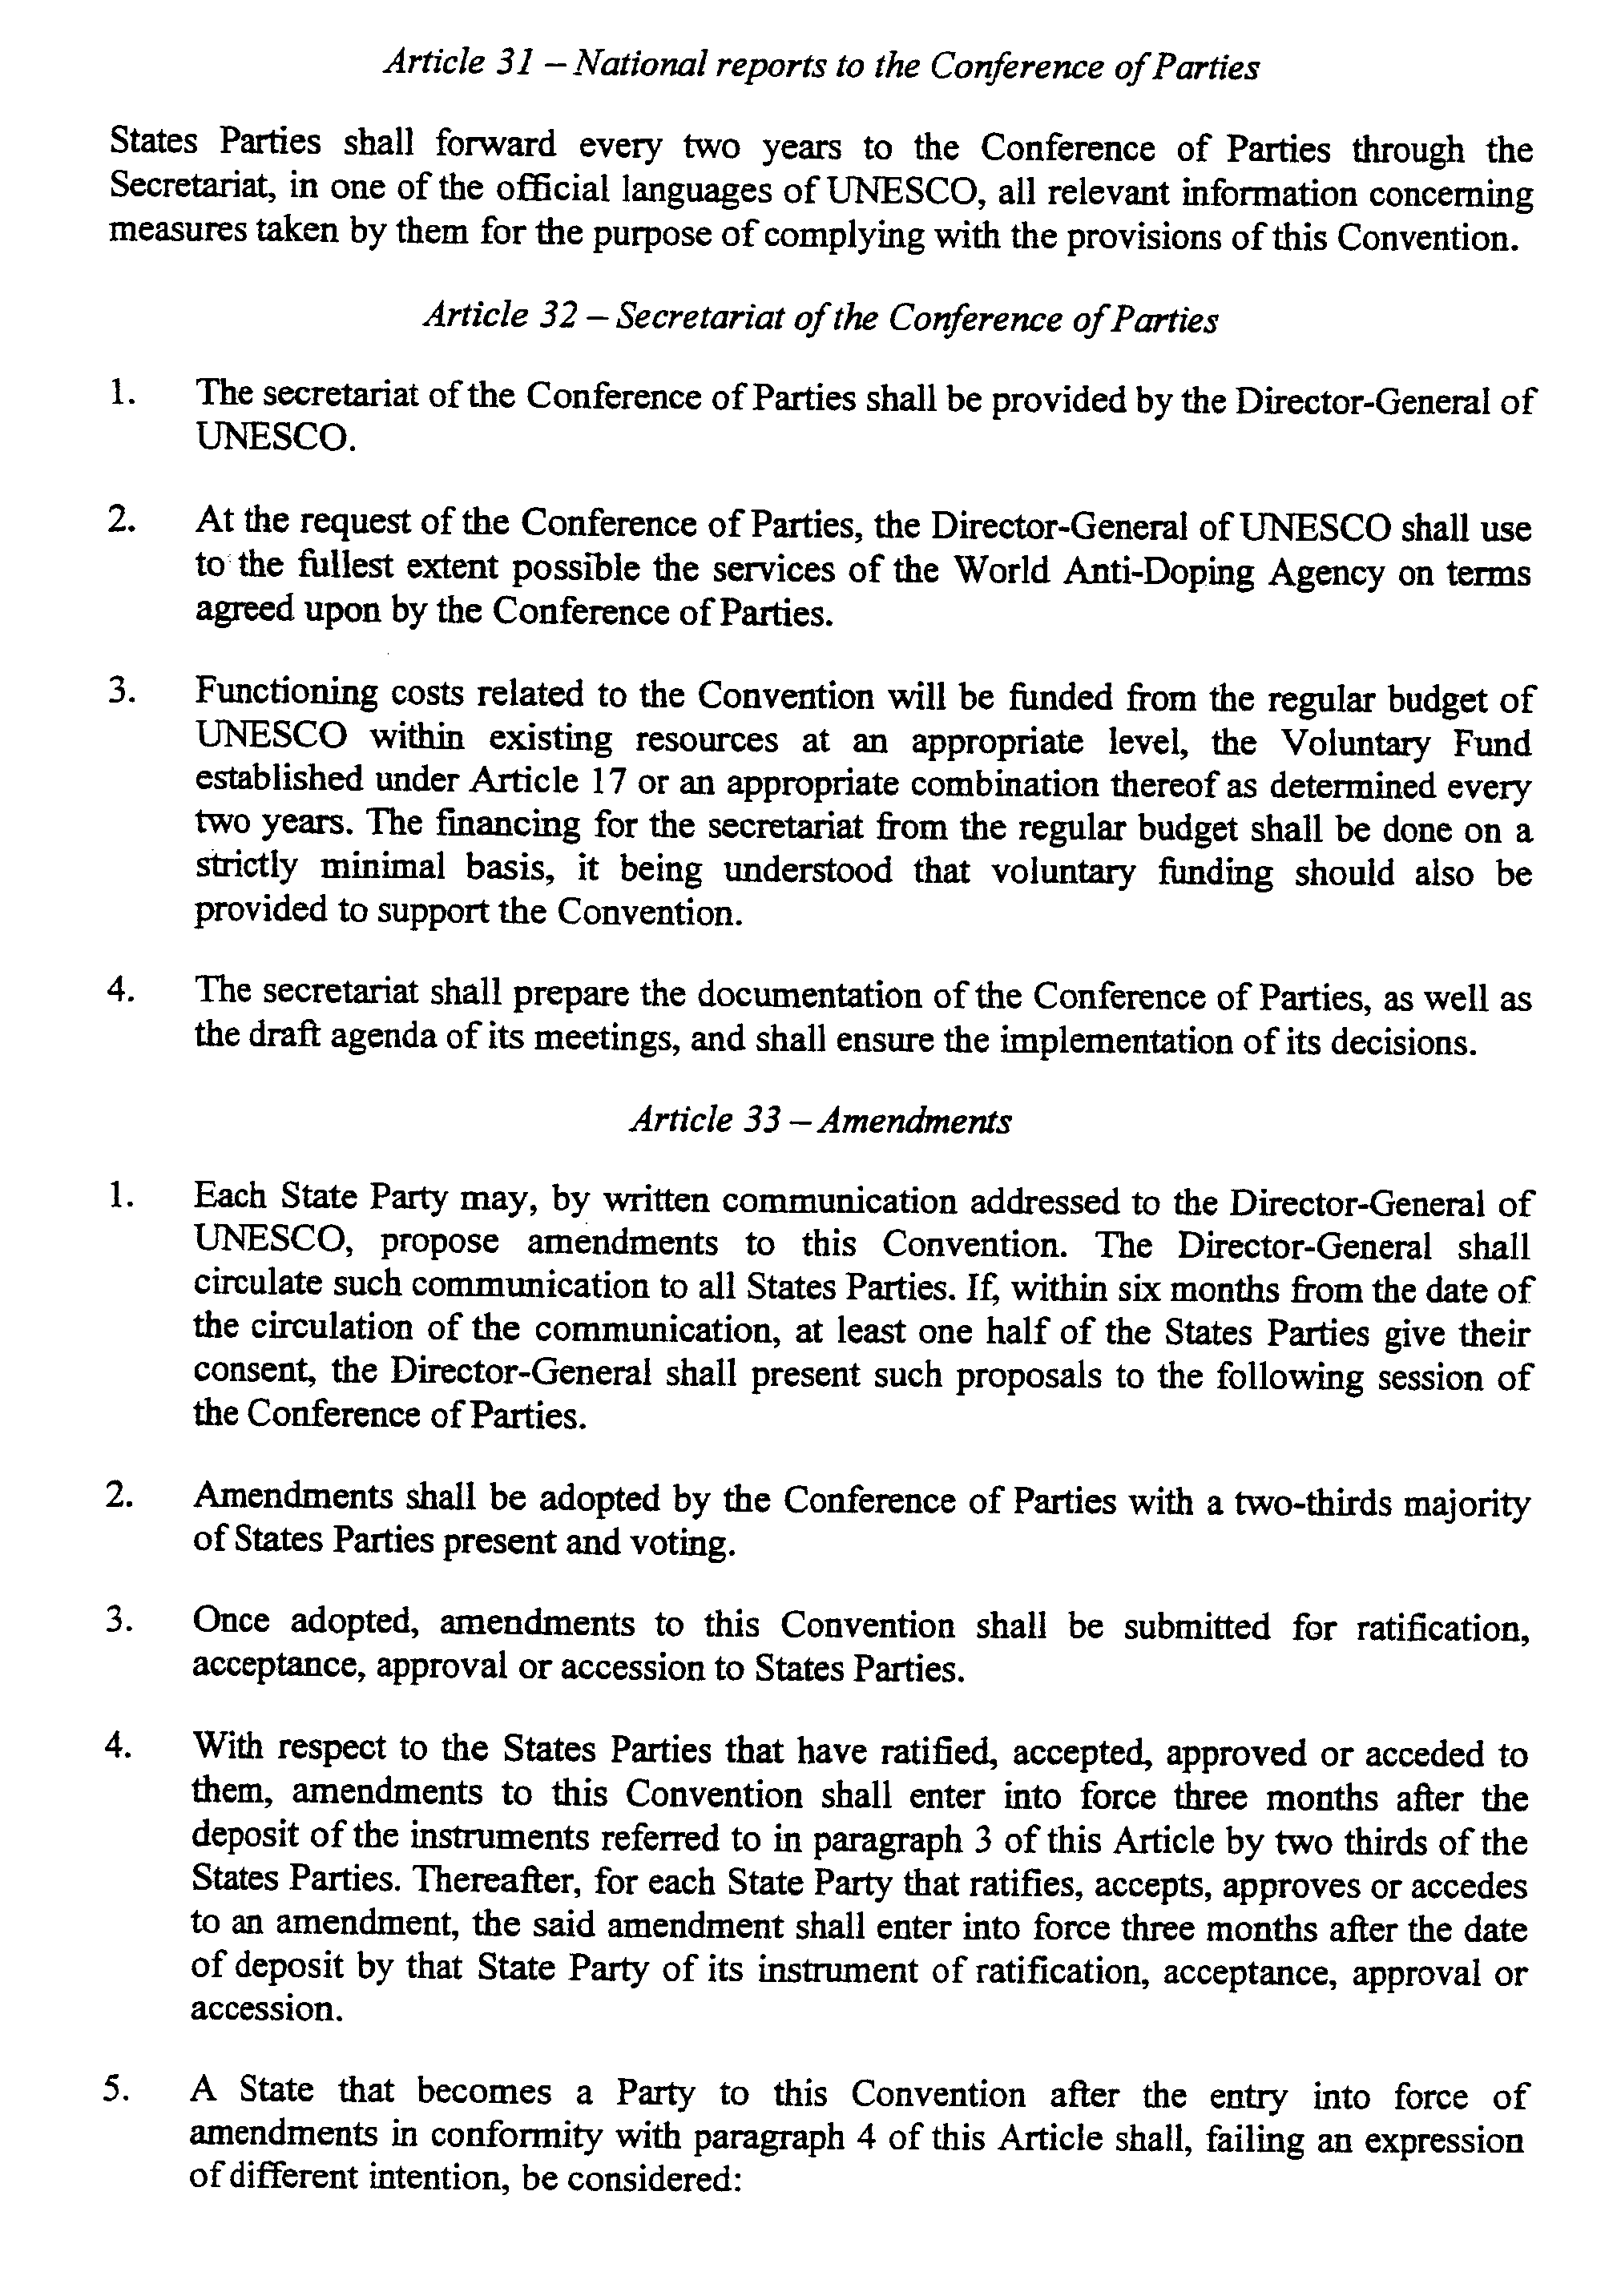 Article 31 – National reports to the Conference of Parties
States Parties shall forward every two years to the Conference of Parties through the
Secretariat, in one of the official languages of UNESCO, all relevant information concerning
measures taken by them for the purpose of complying with the provisions of this Convention.
Article 32 – Secretariat of the Conference of Parties
1. The secretariat of the Conference of Parties shall be provided by the Director-General of
UNESCO.
2. At the request of the Conference of Parties, the Director-General of UNESCO shall use
to the fullest extent possible the services of the World Anti-Doping Agency on terms
agreed upon by the Conference of Parties.
3. Functioning costs related to the Convention will be funded from the regular budget of
UNESCO within existing resources at an appropriate level, the Voluntary Fund
established under Article 17 or an appropriate combination thereof as determined every
two years. The financing for the secretariat from the regular budget shall be done on a
strictly minimal basis, it being understood that voluntary funding should also be
provided to support the Convention.
4. The secretariat shall prepare the documentation of the Conference of Parties, as well as
the draft agenda of its meetings, and shall ensure the implementation of its decisions.
Article 33 – Amendments
1. Each State Party may, by written communication addressed to the Director-General of
UNESCO, propose amendments to this Convention. The Director-General shall
circulate such communication to all States Parties. If, within six months from the date of
the circulation of the communication, at least one half of the States Parties give their
consent, the Director-General shall present such proposals to the following session of
the Conference of Parties.
2. Amendments shall be adopted by the Conference of Parties with a two-thirds majority
of States Parties present and voting.
3. Once adopted, amendments to this Convention shall be submitted for ratification,
acceptance, approval or accession to States Parties.
4. With respect to the States Parties that have ratified, accepted, approved or acceded to
them, amendments to this Convention shall enter into force three months after the
deposit of the instruments referred to in paragraph 3 of this Article by two thirds of the
States Parties. Thereafter, for each State Party that ratifies, accepts, approves or accedes
to an amendment, the said amendment shall enter into force three months after the date
of deposit by that State Party of its instrument of ratification, acceptance, approval or
accession.
5. A State that becomes a Party to this Convention after the entry into force of
amendments in conformity with paragraph 4 of this Article shall, failing an expression
of different intention, be considered: